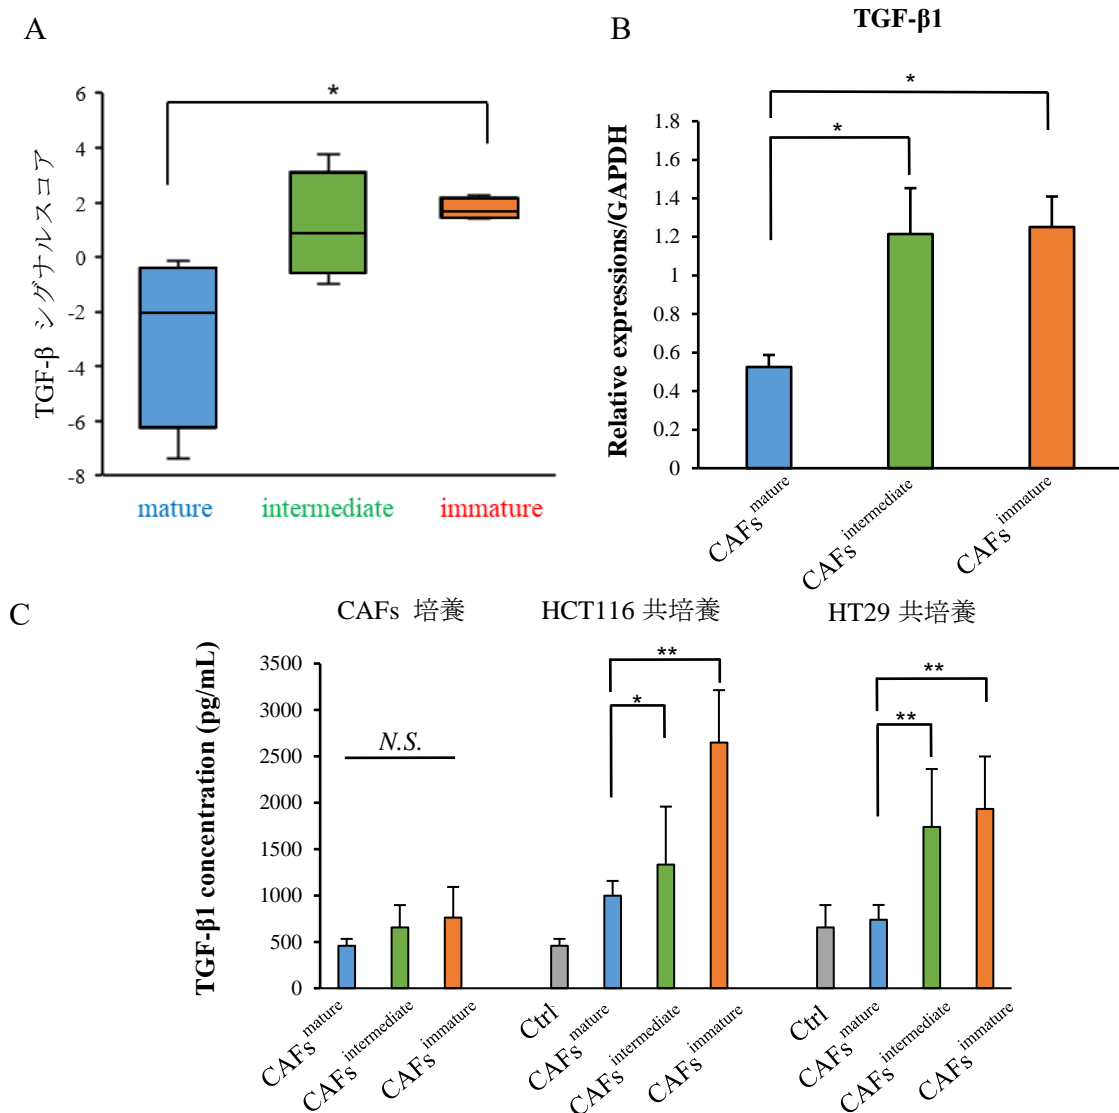 A
TGF-β シグナルスコア
6
4
2
0
-2
-4
-6
-8
*
mature
intermediate
immature
B
TGF-β1
Relative expressions/GAPDH
1.8
1.6
1.4
1.2
1
0.8
0.6
0.4
0.2
0
*
*
CAFs mature
CAFs intermediate
CAFs immature
C
CAFs 培養
HCT116 共培養
HT29 共培養
TGF-β1 concentration (pg/mL)
3500
3000
2500
2000
1500
1000
500
0
N.S.
*
**
**
**
CAFs mature
CAFs intermediate
CAFs immature
Ctrl
CAFs mature
CAFs intermediate
CAFs immature
Ctrl
CAFs mature
CAFs intermediate
CAFs immature